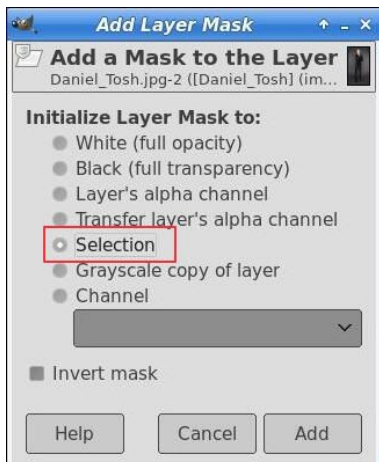 Add Layer Mask
Add a Mask to the Layer
Daniel_Tosh.jpg-2 ([Daniel_Tosh] (im...
Initialize Layer Mask to:
White (full opacity)
Black (full transparency)
Layer's alpha channel
Transfer layer's alpha channel
Selection
Grayscale copy of layer
Channel
Invert mask
Help Cancel Add